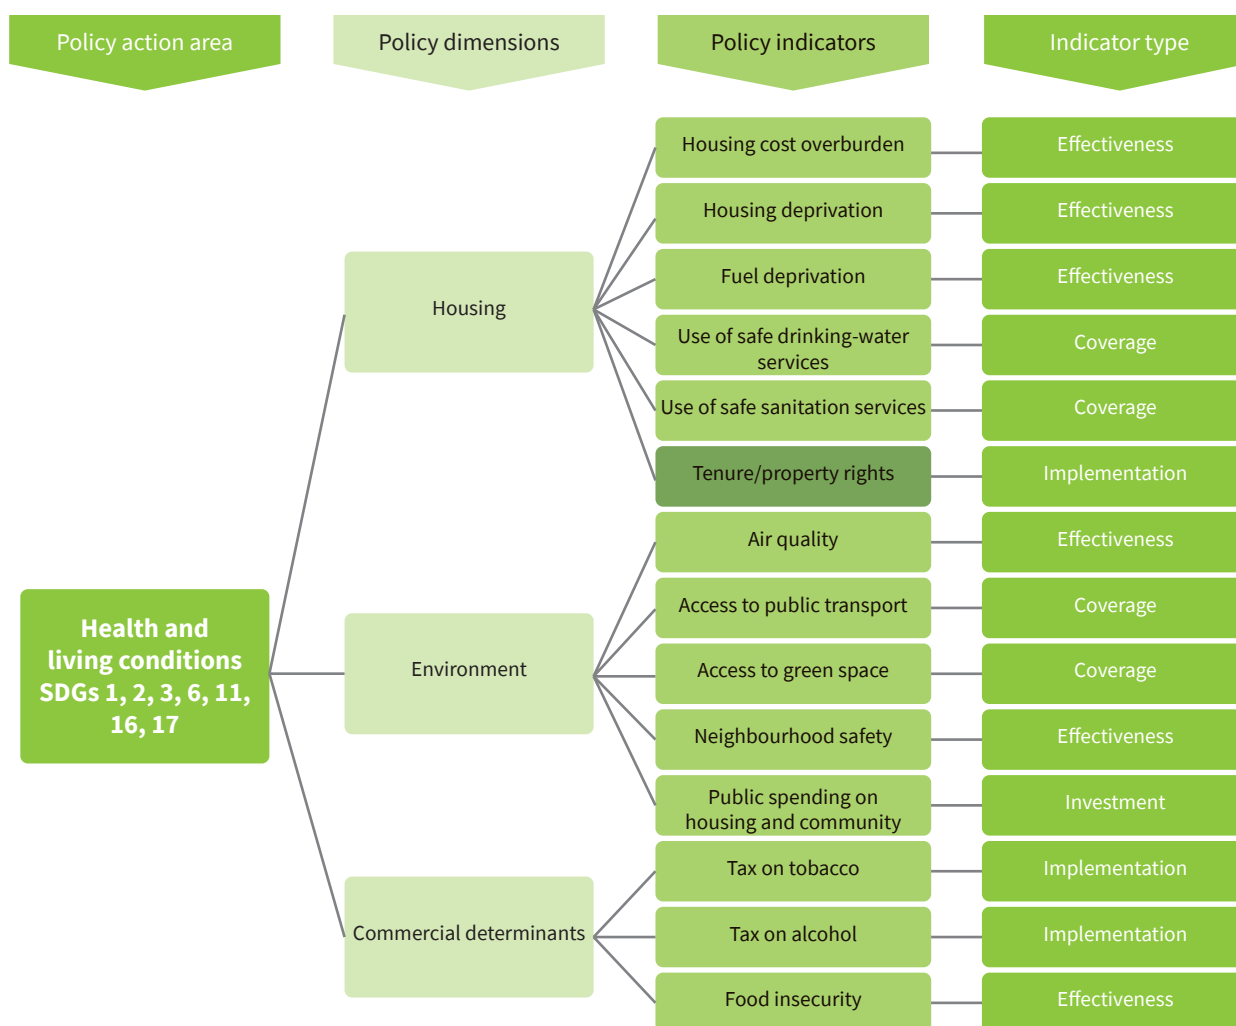 Policy action area
Policy dimensions
Policy indicators
Indicator type
Housing cost overburden
Effectiveness
Housing deprivation
Effectiveness
Housing
Fuel deprivation
Effectiveness
Use of safe drinking-water
services
Coverage
Use of safe sanitation services
Coverage
Tenure/property rights
Implementation
Air quality
Effectiveness
Health and
living conditions
SDGs 1, 2, 3, 6, 11,
16, 17
Environment
Access to public transport
Coverage
Access to green space
Coverage
Neighbourhood safety
Effectiveness
Public spending on
housing and community
Investment
Commercial determinants
Tax on tobacco
Implementation
Tax on alcohol
Implementation
Food insecurity
Effectiveness